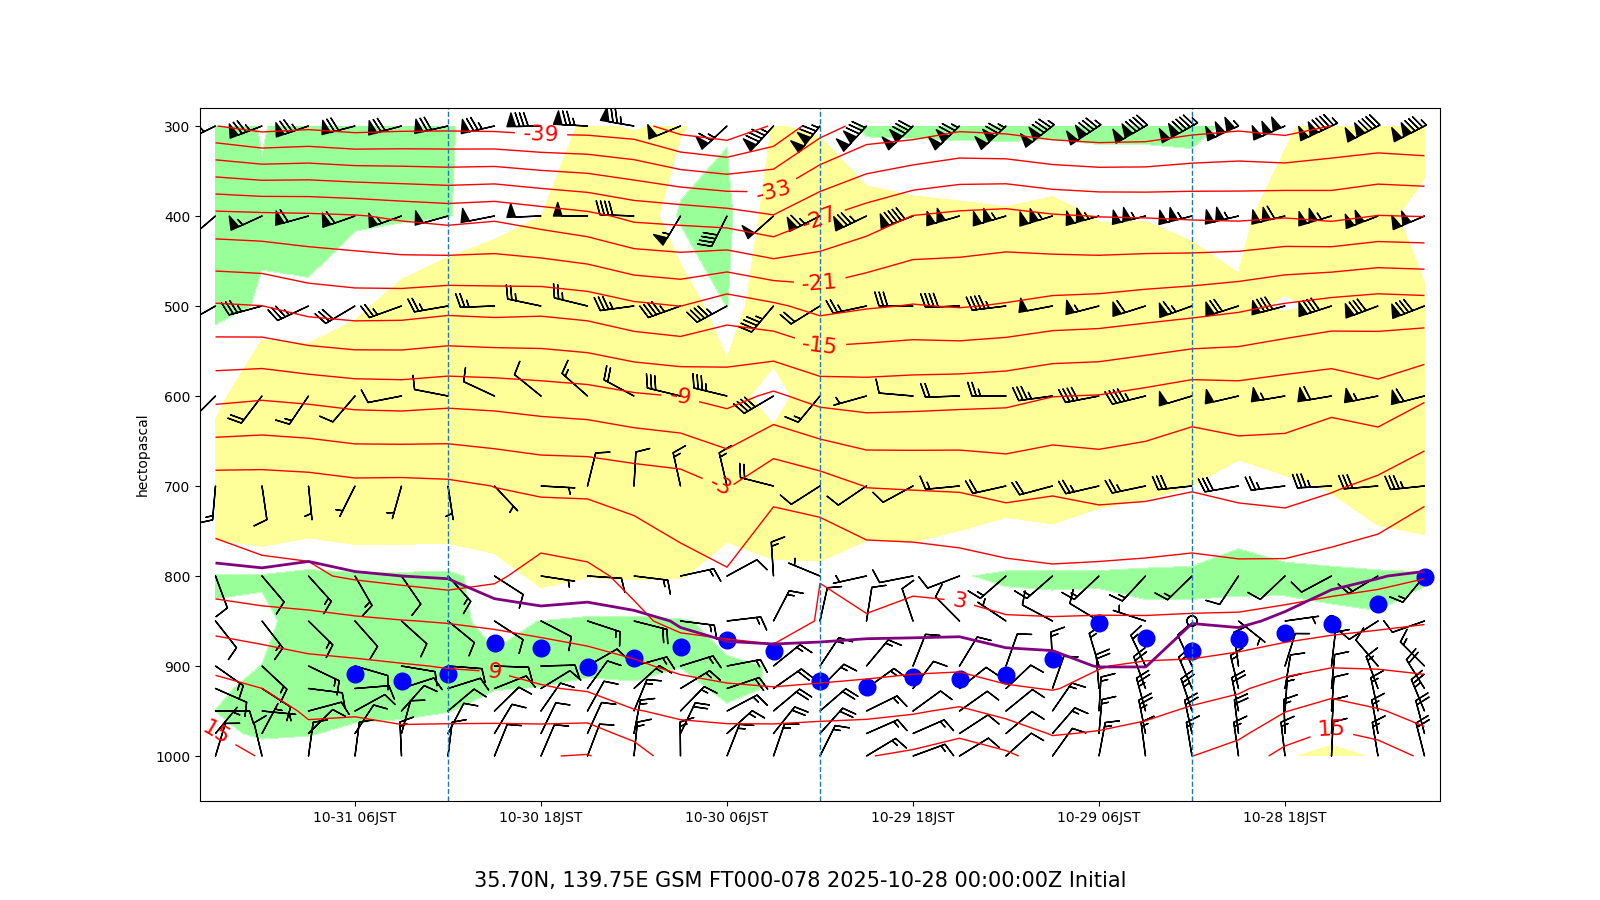 300
400
500
600
700
800
900
1000
hectopascal
-39
-33
-27
-21
-15
-9
-3
3
9
15
15
10-31 06JST
10-30 18JST
10-30 06JST
10-29 18JST
10-29 06JST
10-28 18JST
35.70N, 139.75E GSM FT000-078 2025-10-28 00:00:00Z Initial